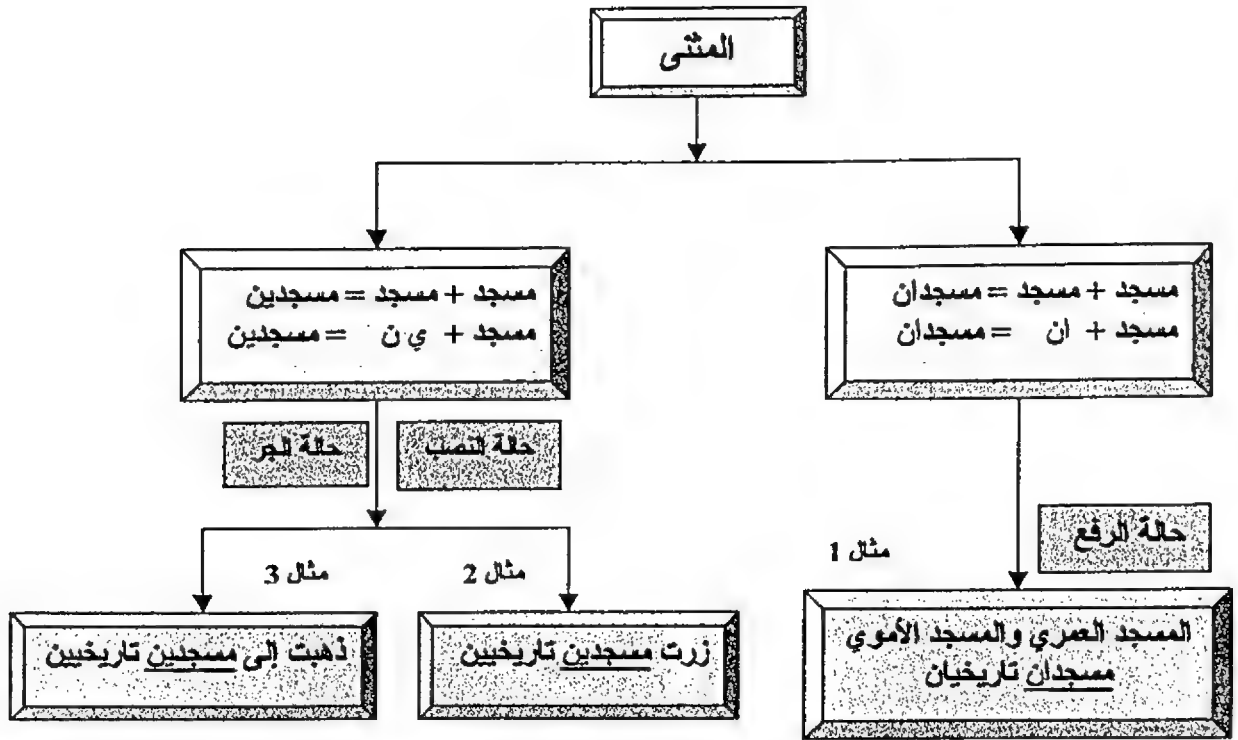 المثنى
مسجد + مسجد = مسجدان
مسجد + ان = مسجدان
مسجد + مسجد = مسجدين
مسجد + ي ن = مسجدين
حالة الرفع
حالة النصب
حالة الجر
مثال 1
المسجد العمري والمسجد الأموي
مسجدان تاريخيان
مثال 2
زرت مسجدين تاريخيين
مثال 3
ذهبت إلى مسجدين تاريخيين